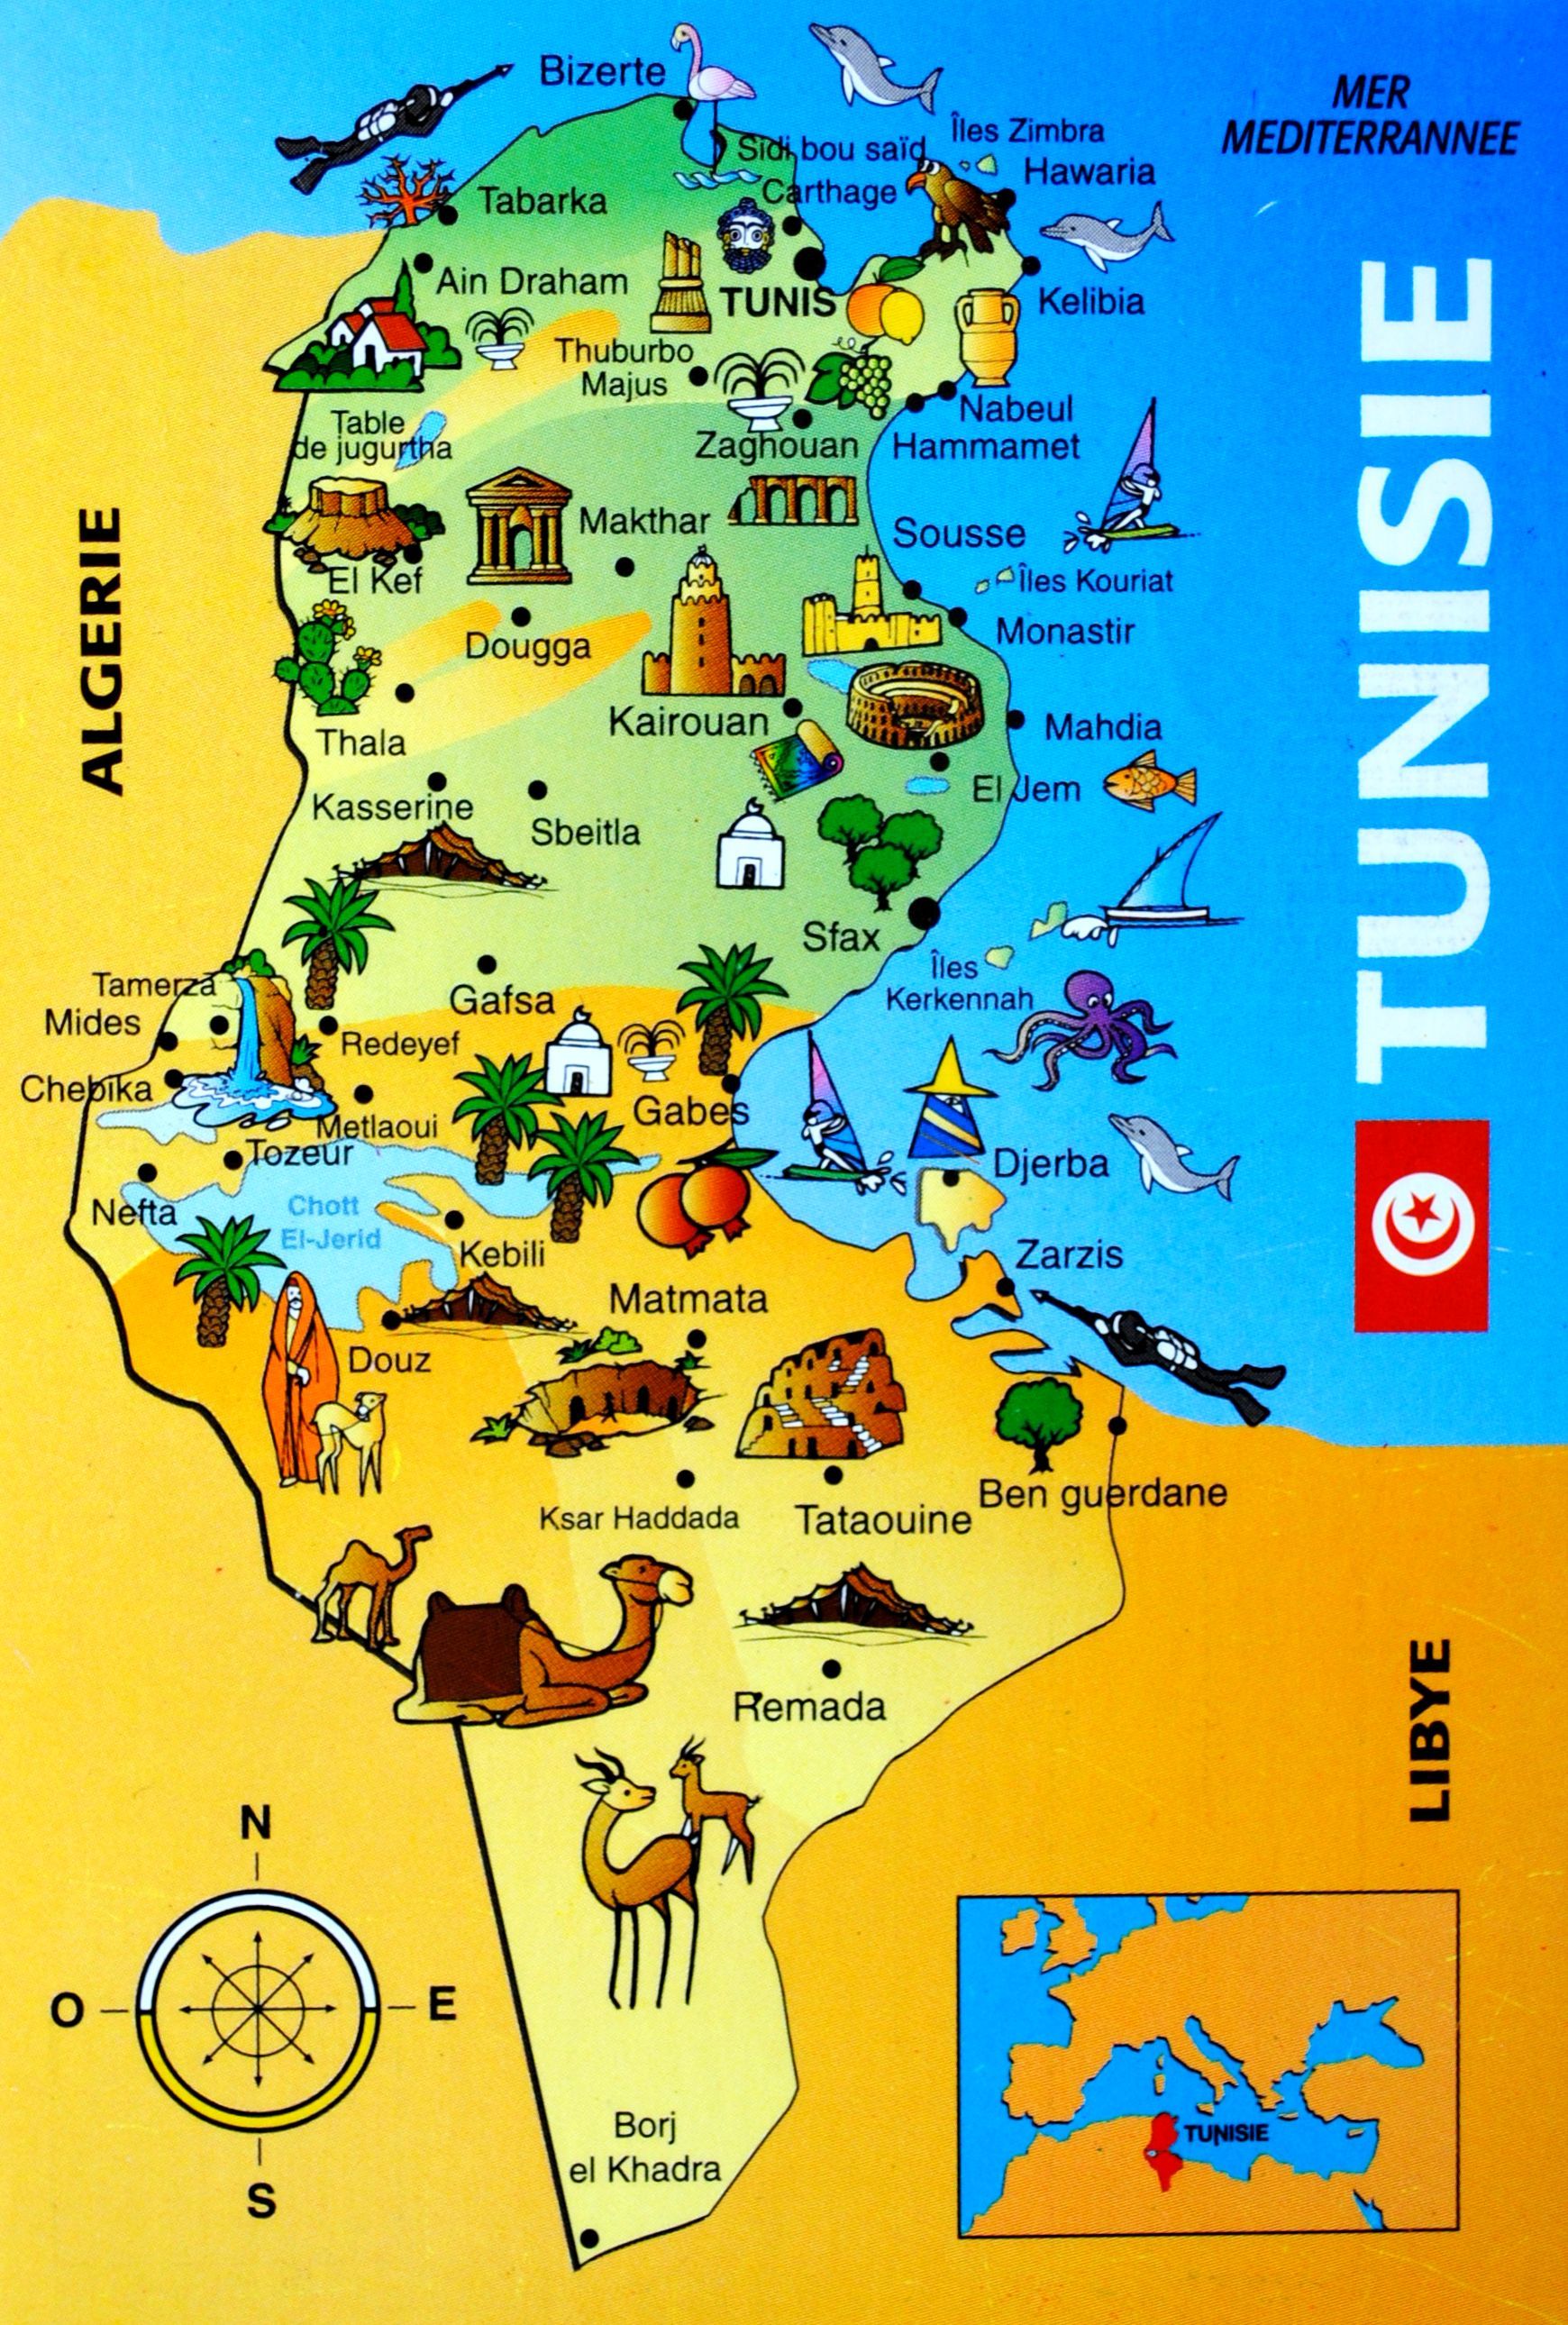 MER
MEDITERRANNEE
Bizerte
Îles Zimbra
Sidi bou saïd
Hawaria
Carthage
Tabarka
Ain Draham
TUNIS
Kelibia
Thuburbo
Majus
Nabeul
Table
de jugurtha
Zaghouan
Hammamet
Makthar
Sousse
El Kef
Îles Kouriat
Monastir
Dougga
Kairouan
Mahdia
Thala
El Jem
Kasserine
Sbeitla
Sfax
Îles
Kerkennah
Tamerza
Gafsa
Mides
Redeyef
Chebika
Gabes
Metlaoui
Tozeur
Djerba
Nefta
Chott
El-Jerid
Kebili
Zarzis
Matmata
Douz
Ben guerdane
Ksar Haddada
Tataouine
Remada
Borj
el Khadra
ALGERIE
TUNISIE
LIBYE
N
O
E
S
TUNISIE